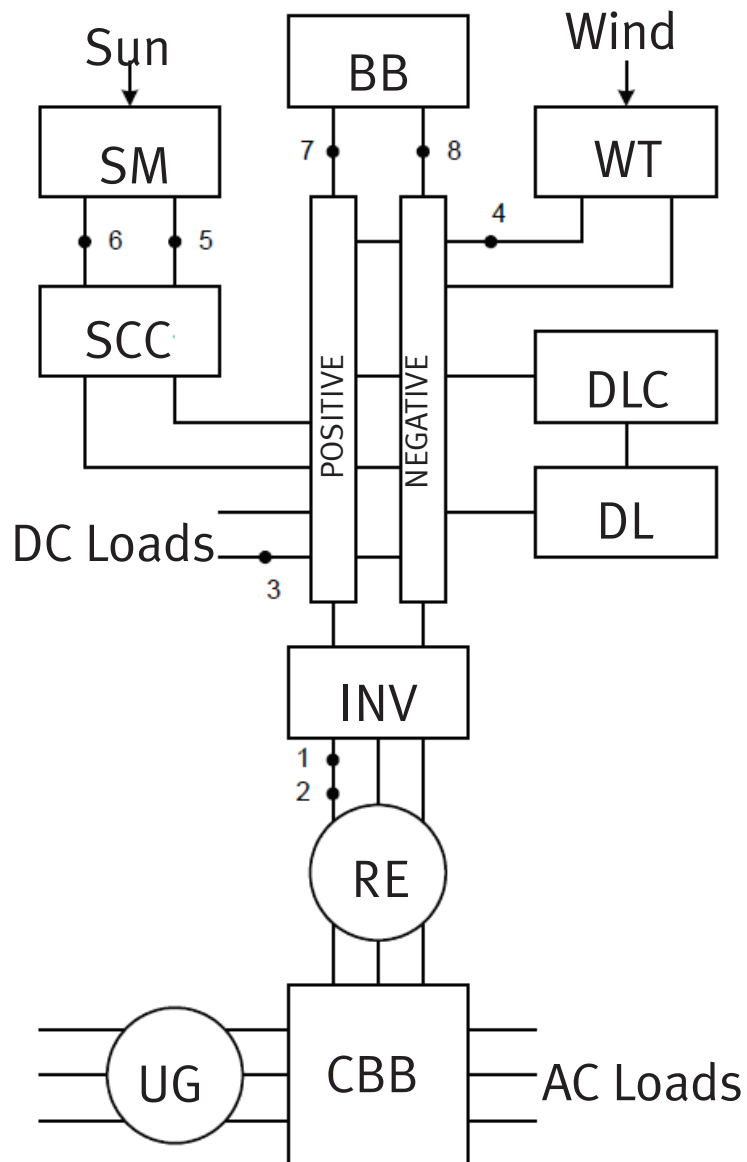 Sun
BB
Wind
SM
7
8
WT
6
5
4
SCC
POSITIVE
NEGATIVE
DLC
DC Loads
DL
3
INV
1
2
RE
UG
CBB
AC Loads